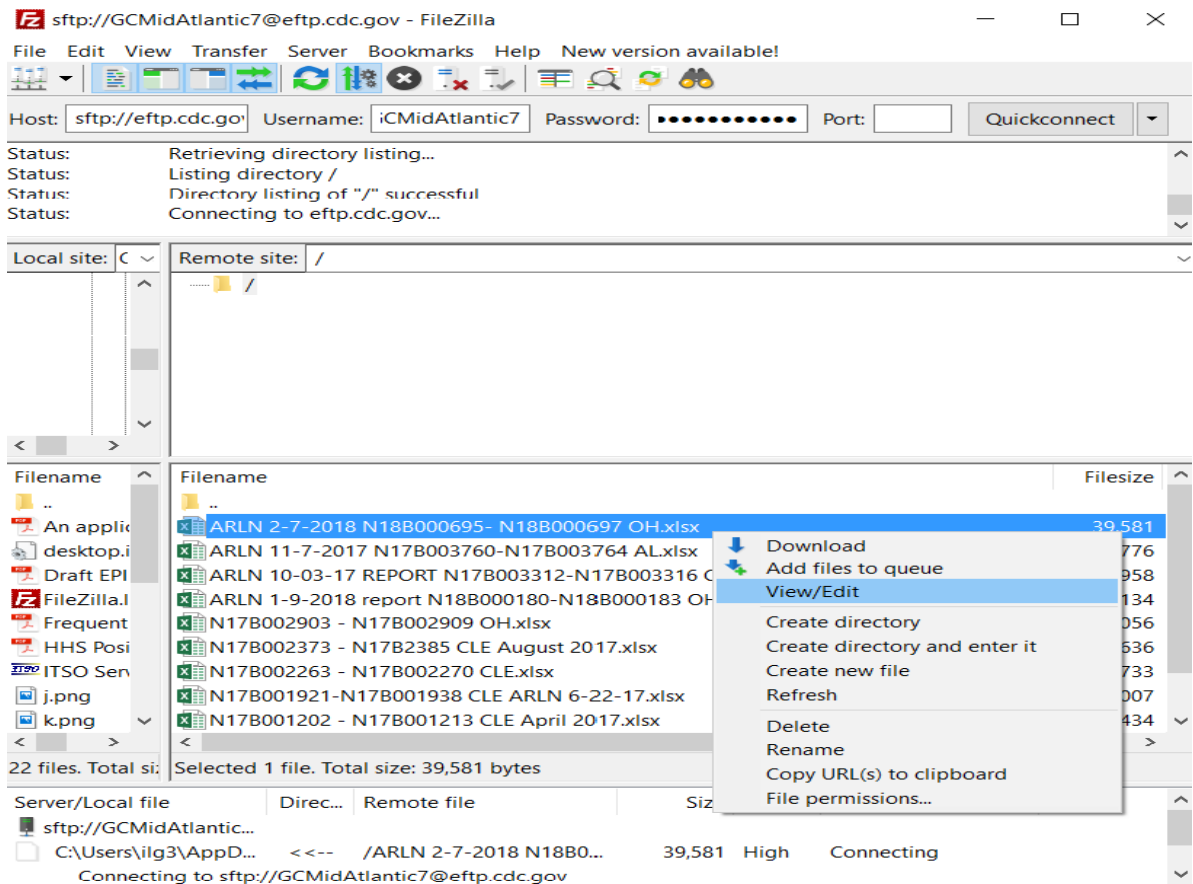 sftp://GCMidAtlantic7@eftp.cdc.gov - FileZilla
File Edit View Transfer Server Bookmarks Help New version available!
Host: sftp://eftp.cdc.go Username: iCMidAtlantic7 Password: ••••••••••• Port: Quickconnect
Status: Retrieving directory listing...
Status: Listing directory /
Status: Directory listing of "/" successful
Status: Connecting to eftp.cdc.gov...
Local site: C Remote site: /
/
Filename Filename Filesize
.. ..
An applic ARLN 2-7-2018 N18B000695- N18B000697 OH.xlsx 39,581
desktop.i ARLN 11-7-2017 N17B003760-N17B003764 AL.xlsx 776
Draft EPI ARLN 10-03-17 REPORT N17B003312-N17B003316 958
FileZilla.l ARLN 1-9-2018 report N18B000180-N18B000183 OH 134
Frequent N17B002903 - N17B002909 OH.xlsx 056
HHS Posi N17B002373 - N17B2385 CLE August 2017.xlsx 636
ITSO Serv N17B002263 - N17B002270 CLE.xlsx 733
j.png N17B001921-N17B001938 CLE ARLN 6-22-17.xlsx 007
k.png N17B001202 - N17B001213 CLE April 2017.xlsx 434
Download
Add files to queue
View/Edit
Create directory
Create directory and enter it
Create new file
Refresh
Delete
Rename
Copy URL(s) to clipboard
File permissions...
22 files. Total si: Selected 1 file. Total size: 39,581 bytes
Server/Local file Direc... Remote file Siz
sftp://GCMidAtlantic...
C:\Users\ilg3\AppD... <<-- /ARLN 2-7-2018 N18B0... 39,581 High Connecting
Connecting to sftp://GCMidAtlantic7@eftp.cdc.gov